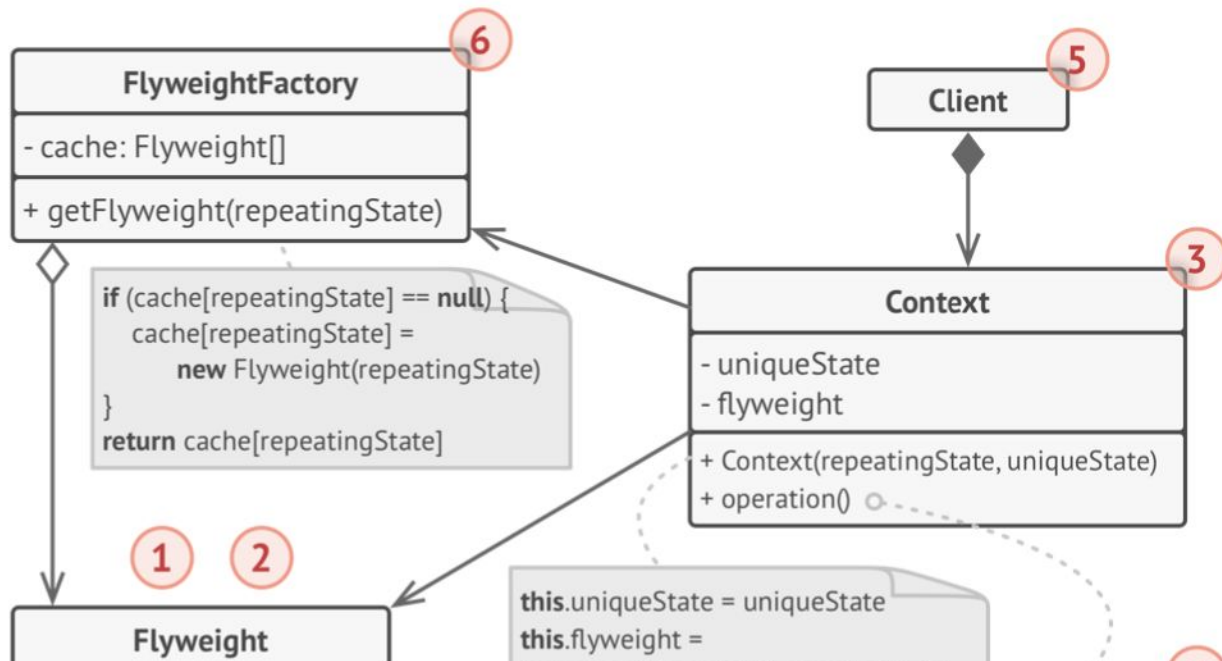 6
FlyweightFactory
- cache: Flyweight[]
+ getFlyweight(repeatingState)
if (cache[repeatingState] == null) {
cache[repeatingState] =
new Flyweight(repeatingState)
}
return cache[repeatingState]
5
Client
3
Context
- uniqueState
- flyweight
+ Context(repeatingState, uniqueState)
+ operation()
1
2
Flyweight
this.uniqueState = uniqueState
this.flyweight =